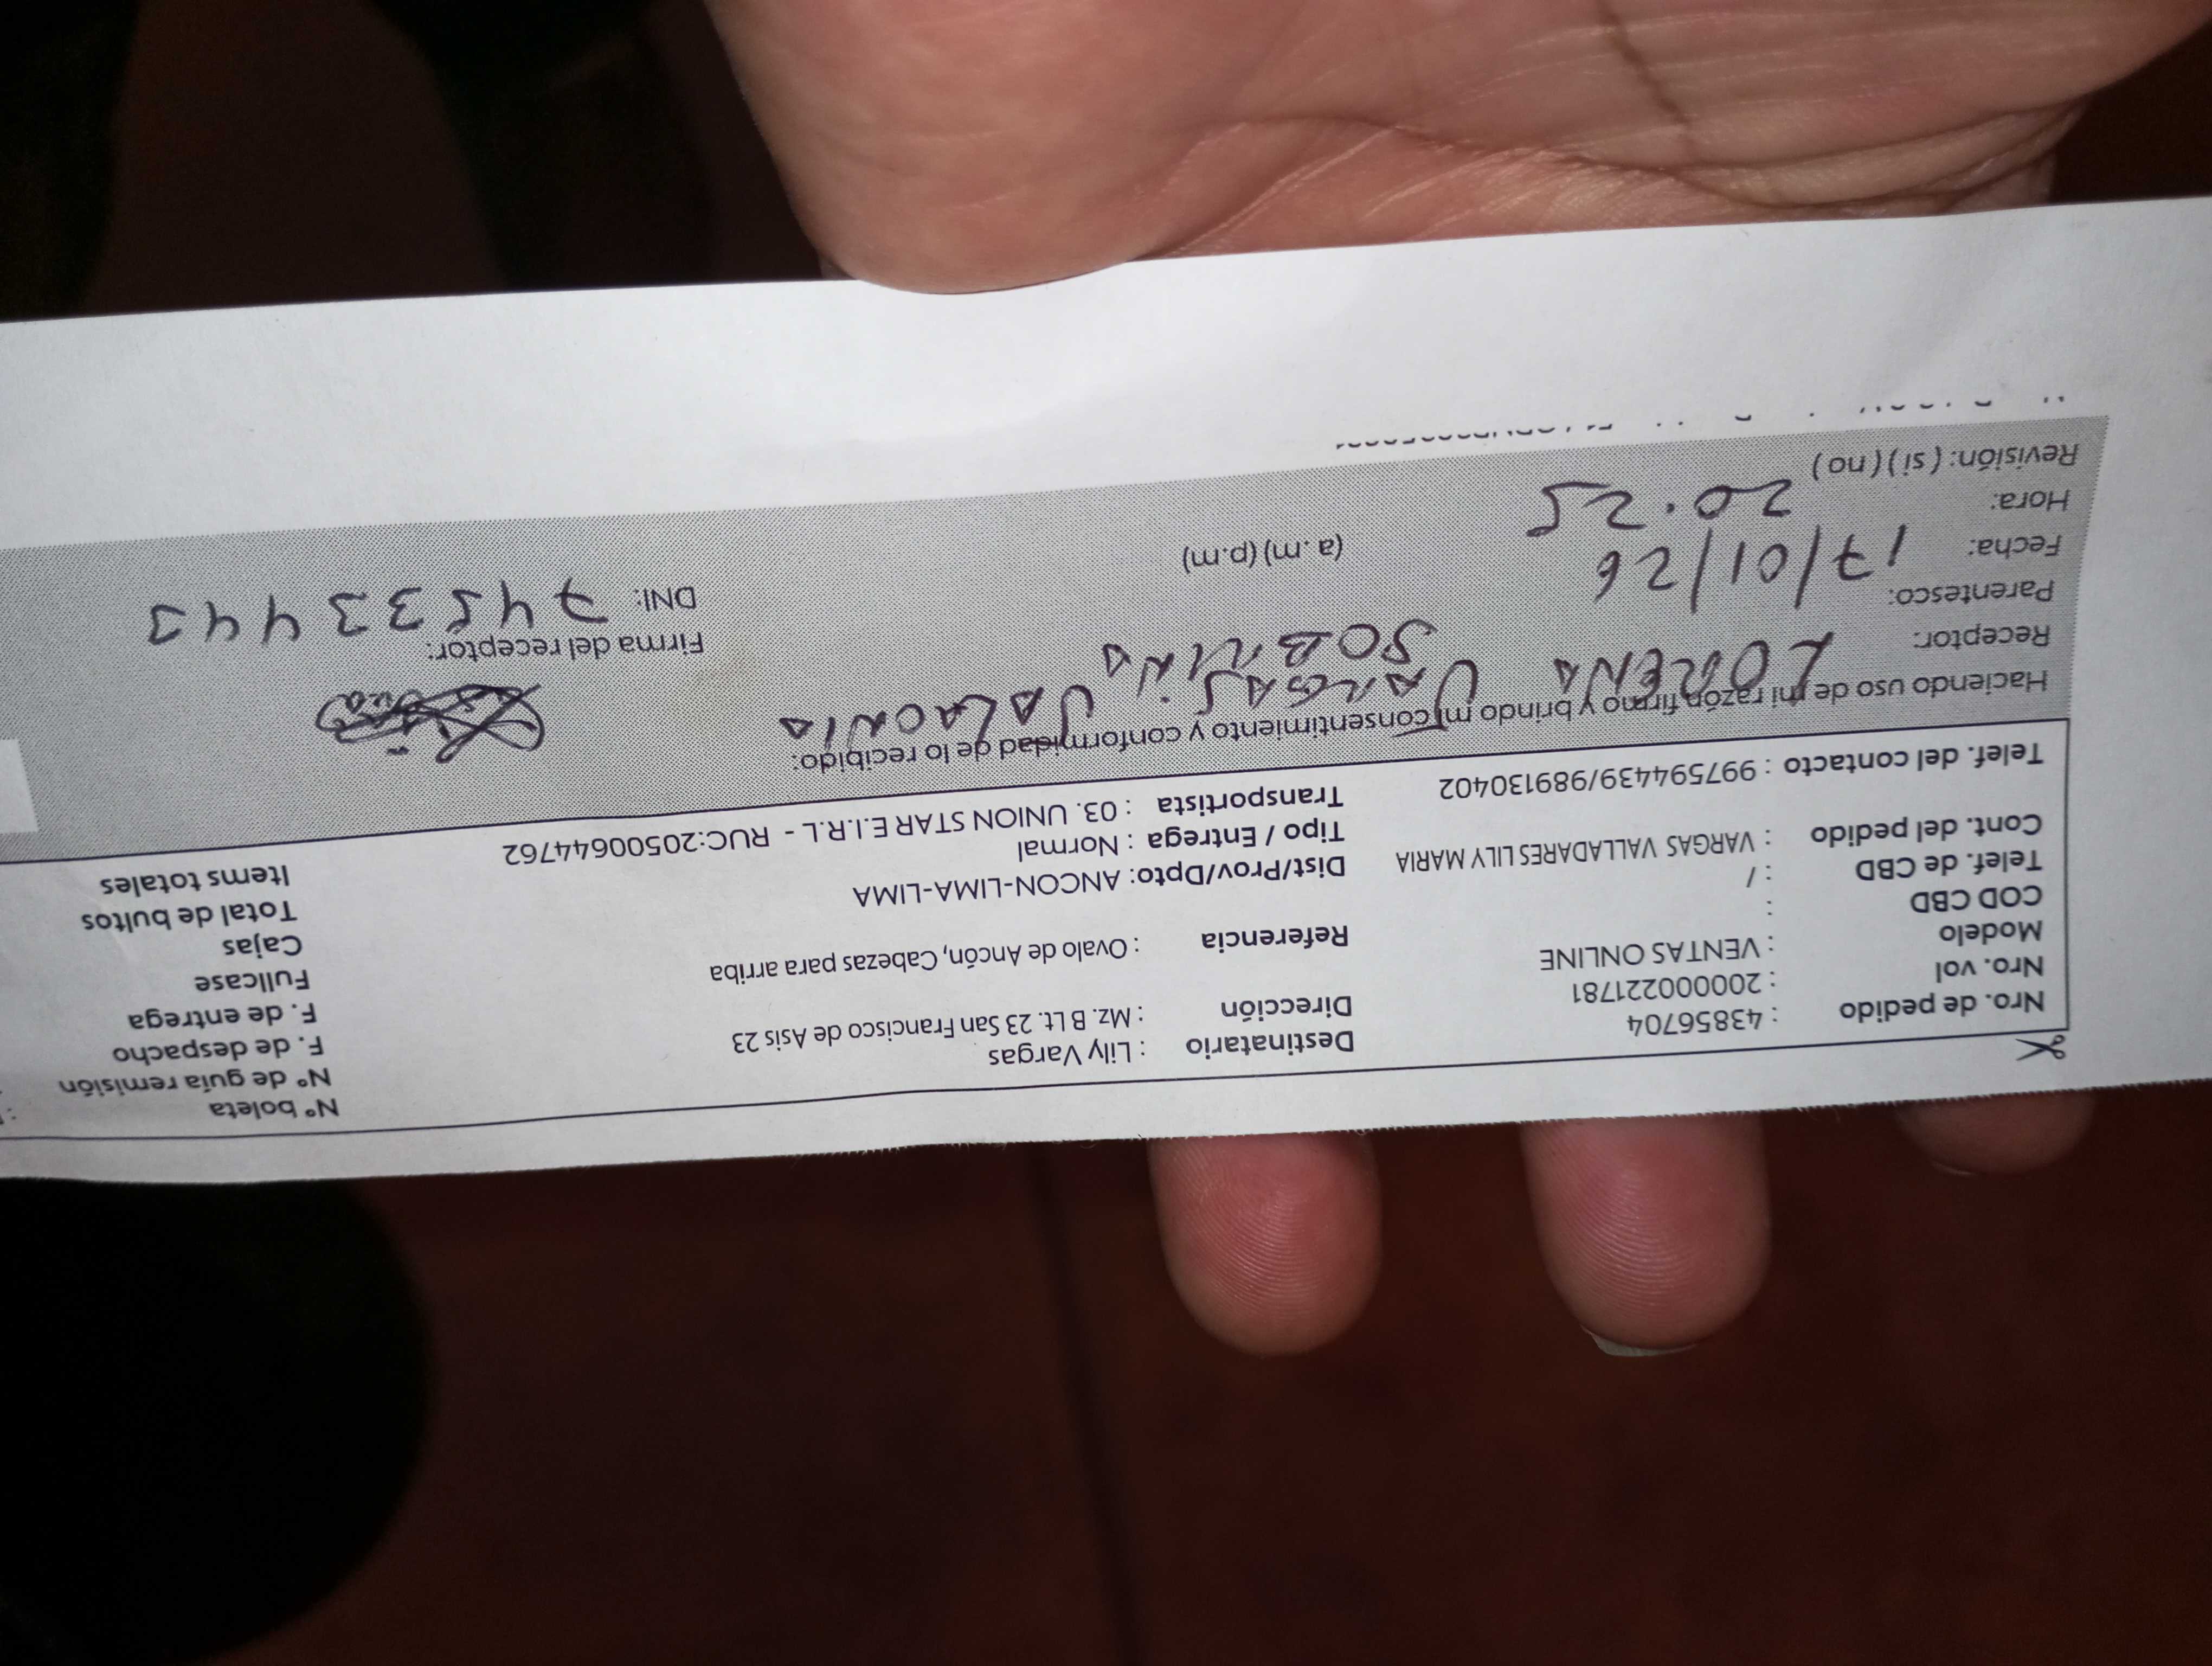 Nro. de pedido : 43856704
Nro. vol : 20000221781
Modelo : VENTAS ONLINE
COD CBD :
Telef. de CBD : /
Cont. del pedido : VARGAS VALLADARES LILY MARIA
Telef. del contacto : 997594439/989130402
Destinatario : Lily Vargas
Dirección : Mz. B Lt. 23 San Francisco de Asis 23
Referencia : Ovalo de Ancón, Cabezas para arriba
Dist/Prov/Dpto: ANCON-LIMA-LIMA
Tipo / Entrega : Normal
Transportista : 03. UNION STAR E.I.R.L - RUC:20500644762
N° boleta :
N° de guía remisión :
F. de despacho
F. de entrega
Fullcase
Cajas
Total de bultos
Items totales
Haciendo uso de mi razón firmo y brindo mi consentimiento y conformidad de lo recibido:
Receptor: LORENA VARGAS
Parentesco: SOBRINA
Fecha: 17/01/26
Hora: 20.25 (a.m) (p.m)
Revisión: (si) (no)
Firma del receptor:
DNI: 74533443